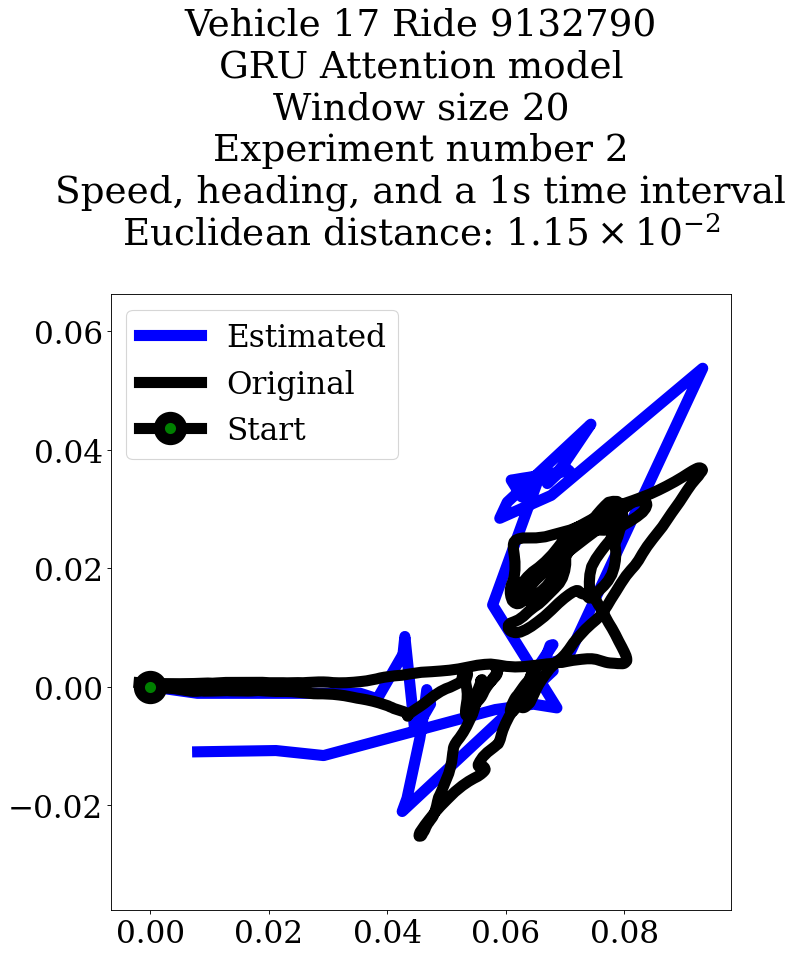 Vehicle 17 Ride 9132790
GRU Attention model
Window size 20
Experiment number 2
Speed, heading, and a 1s time interval
Euclidean distance: 1.15 × 10⁻²
Estimated
Original
Start
0.06
0.04
0.02
0.00
−0.02
0.00 0.02 0.04 0.06 0.08